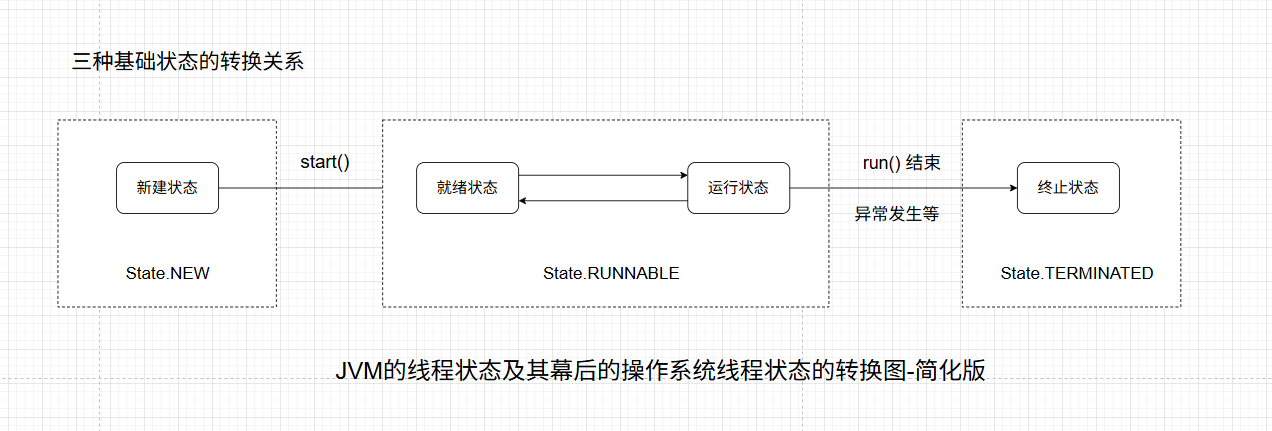 三种基础状态的转换关系
start()
run() 结束
新建状态
就绪状态
运行状态
终止状态
异常发生等
State.NEW
State.RUNNABLE
State.TERMINATED
JVM的线程状态及其幕后的操作系统线程状态的转换图-简化版